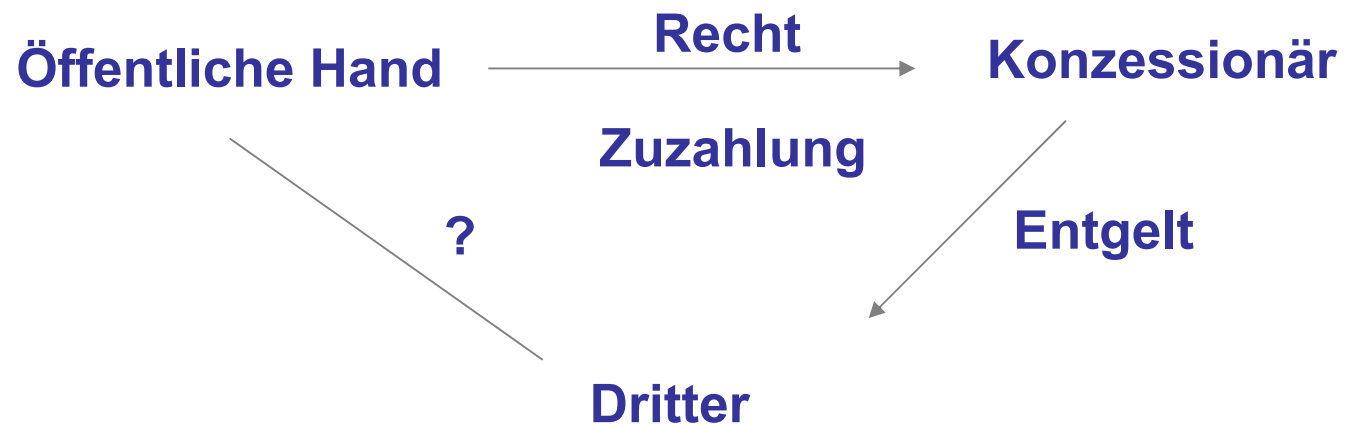 Öffentliche Hand
Recht
Konzessionär
Zuzahlung
?
Entgelt
Dritter